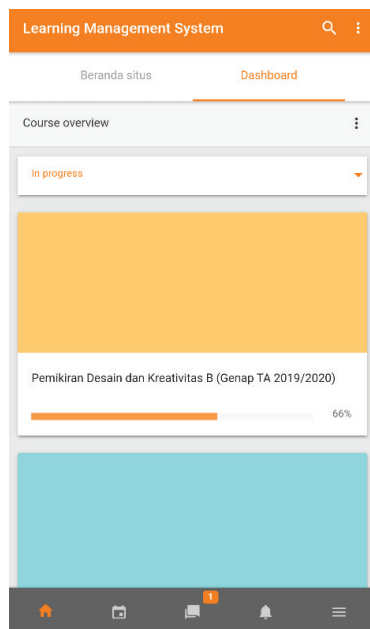 Learning Management System
Beranda situs
Dashboard
Course overview
In progress
Pemikiran Desain dan Kreativitas B (Genap TA 2019/2020)
66%
1